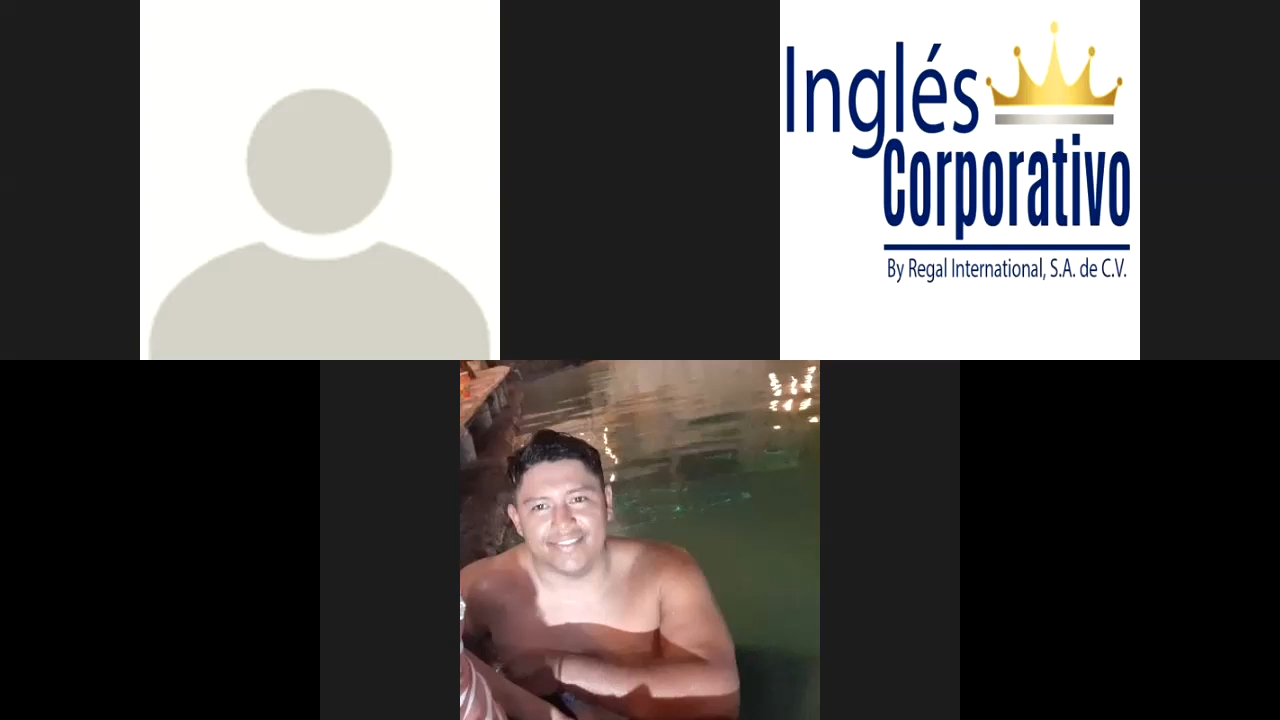 Inglés
Corporativo
By Regal International, S.A. de C.V.